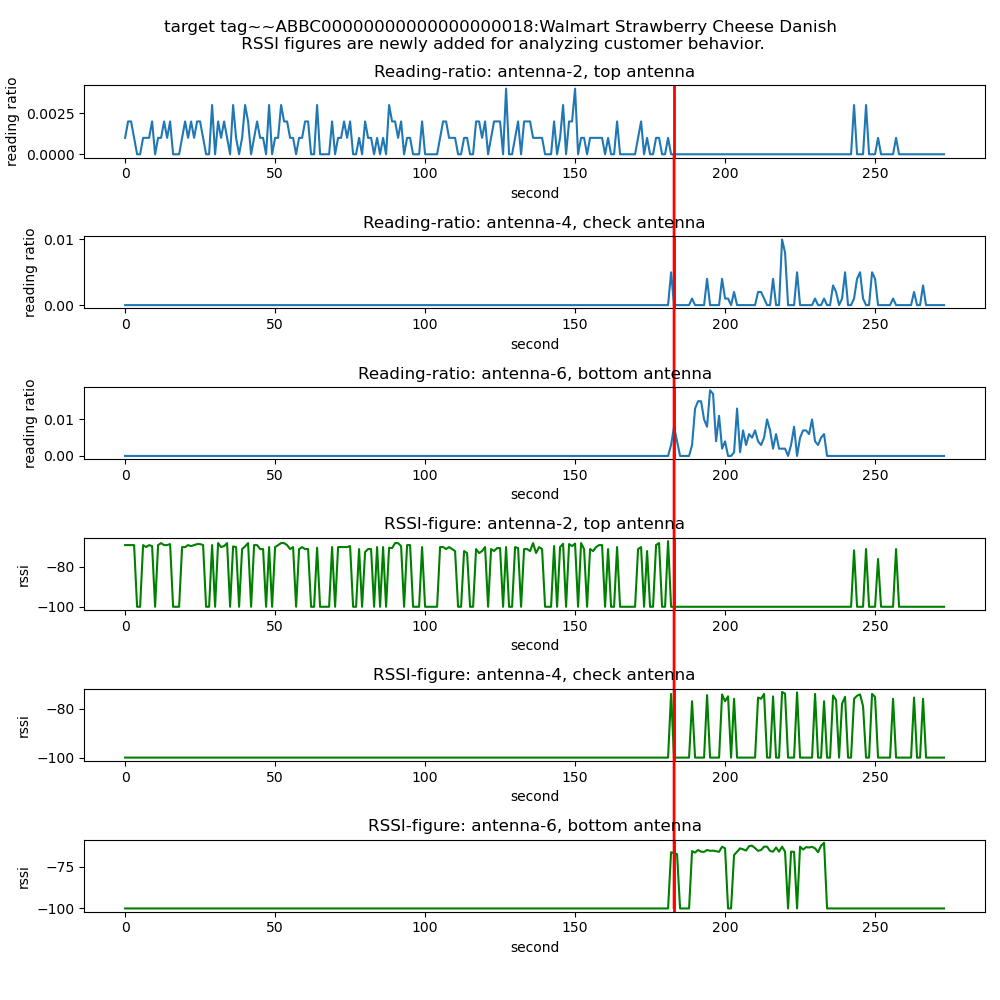 target tag~~ABBC00000000000000000018:Walmart Strawberry Cheese Danish
RSSI figures are newly added for analyzing customer behavior.
Reading-ratio: antenna-2, top antenna
reading ratio
0.0025
0.0000
0 50 100 150 200 250
second
Reading-ratio: antenna-4, check antenna
reading ratio
0.01
0.00
0 50 100 150 200 250
second
Reading-ratio: antenna-6, bottom antenna
reading ratio
0.01
0.00
0 50 100 150 200 250
second
RSSI-figure: antenna-2, top antenna
rssi
−80
−100
0 50 100 150 200 250
second
RSSI-figure: antenna-4, check antenna
rssi
−80
−100
0 50 100 150 200 250
second
RSSI-figure: antenna-6, bottom antenna
rssi
−75
−100
0 50 100 150 200 250
second